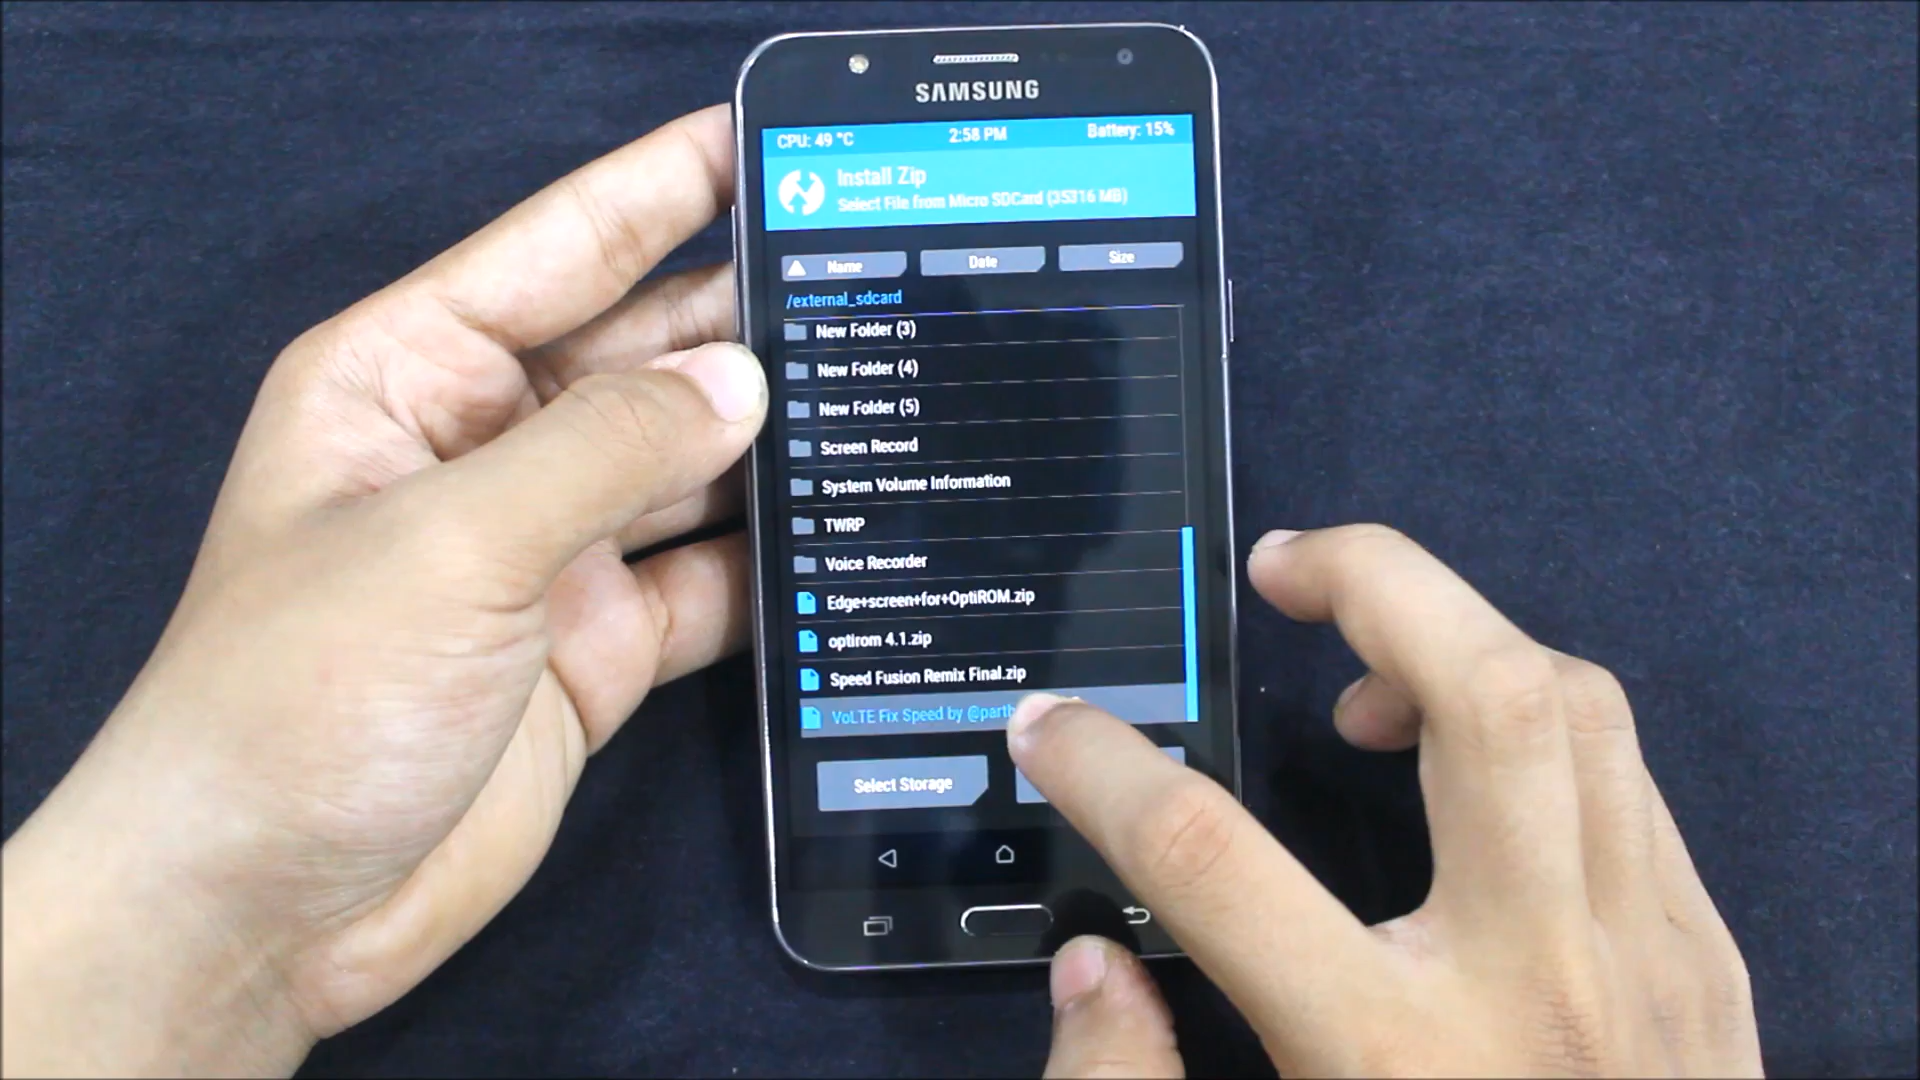 SAMSUNG
CPU: 49 °C 2:58 PM Battery: 15%
Install Zip
Select File from Micro SDCard (35316 MB)
Name Date Size
/external_sdcard
New Folder (3)
New Folder (4)
New Folder (5)
Screen Record
System Volume Information
TWRP
Voice Recorder
Edge+screen+for+OptiROM.zip
optirom 4.1.zip
Speed Fusion Remix Final.zip
VoLTE Fix Speed by
Select Storage